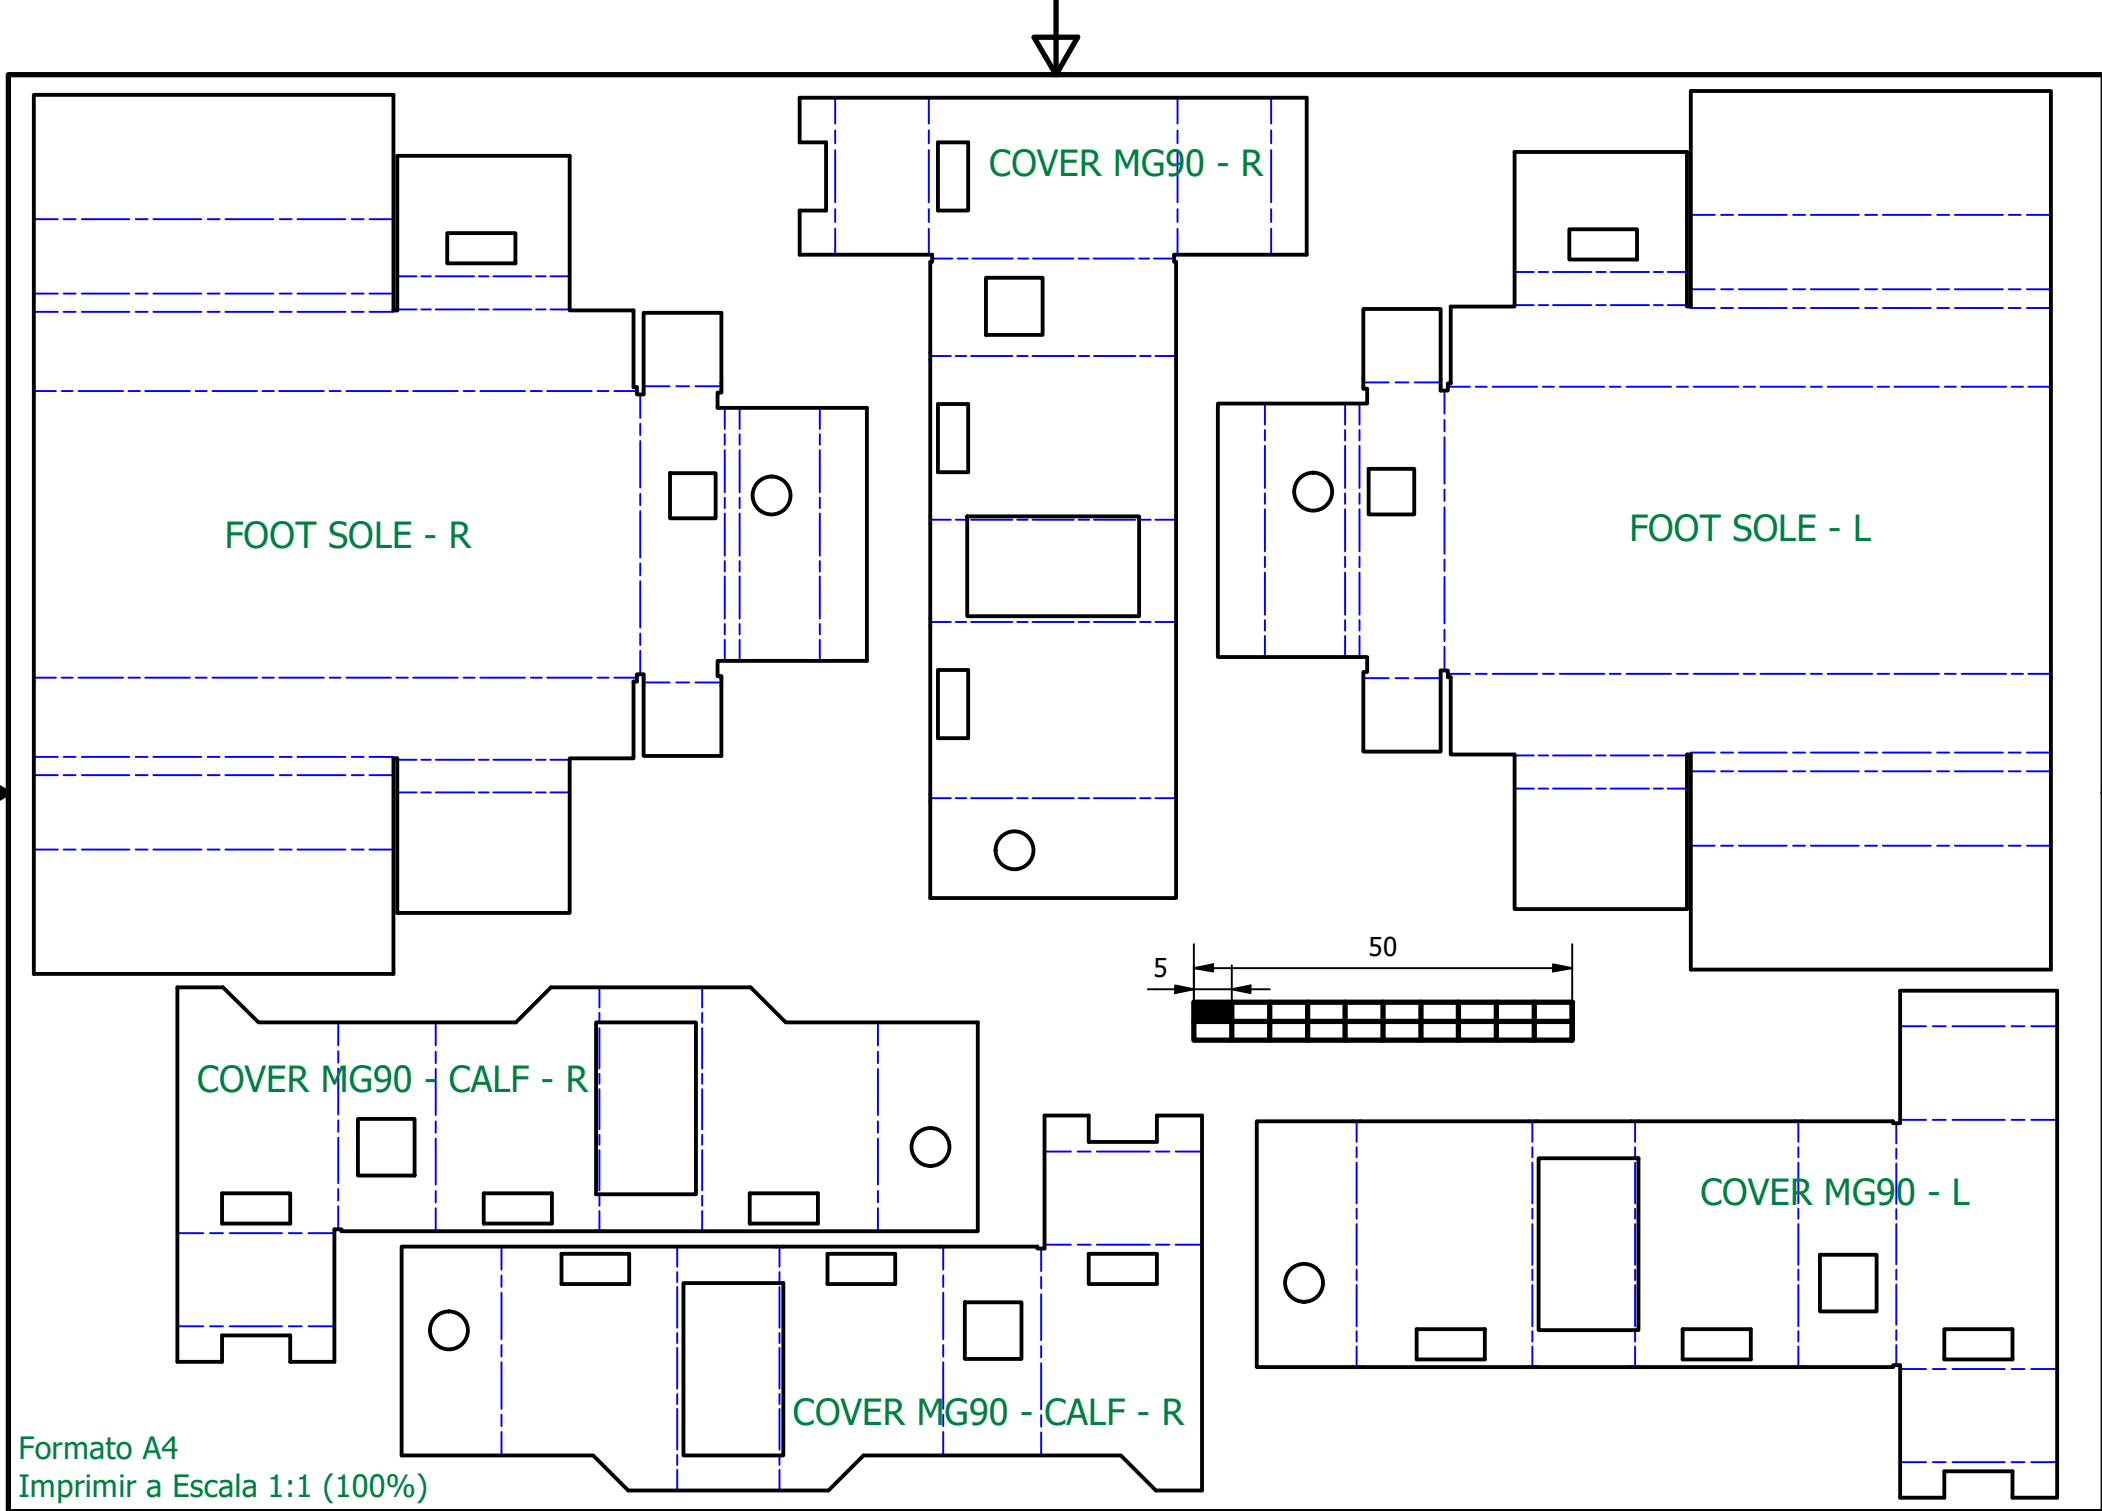 COVER MG90 - R
FOOT SOLE - R
FOOT SOLE - L
50
5
COVER MG90 - CALF - R
COVER MG90 - L
COVER MG90 - CALF - R
Formato A4
Imprimir a Escala 1:1 (100%)